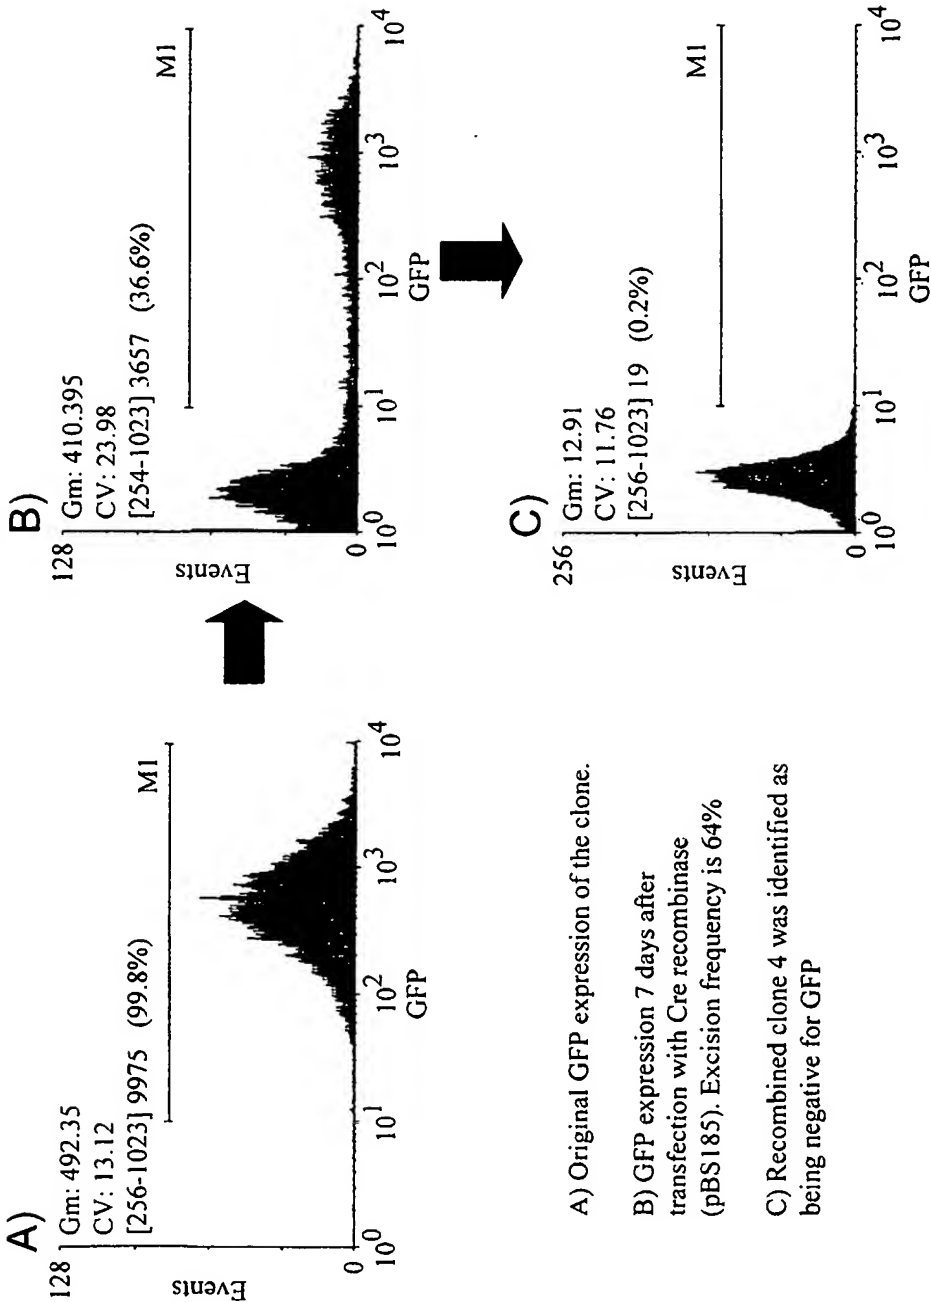 A)
Gm: 492.35
CV: 13.12
[256-1023] 9975 (99.8%)
M1
128
Events
0
10^0 10^1 10^2 10^3 10^4
GFP
B)
Gm: 410.395
CV: 23.98
[254-1023] 3657 (36.6%)
M1
128
Events
0
10^0 10^1 10^2 10^3 10^4
GFP
C)
Gm: 12.91
CV: 11.76
[256-1023] 19 (0.2%)
M1
256
Events
0
10^0 10^1 10^2 10^3 10^4
GFP
A) Original GFP expression of the clone.
B) GFP expression 7 days after
transfection with Cre recombinase
(pBS185). Excision frequency is 64%
C) Recombined clone 4 was identified as
being negative for GFP